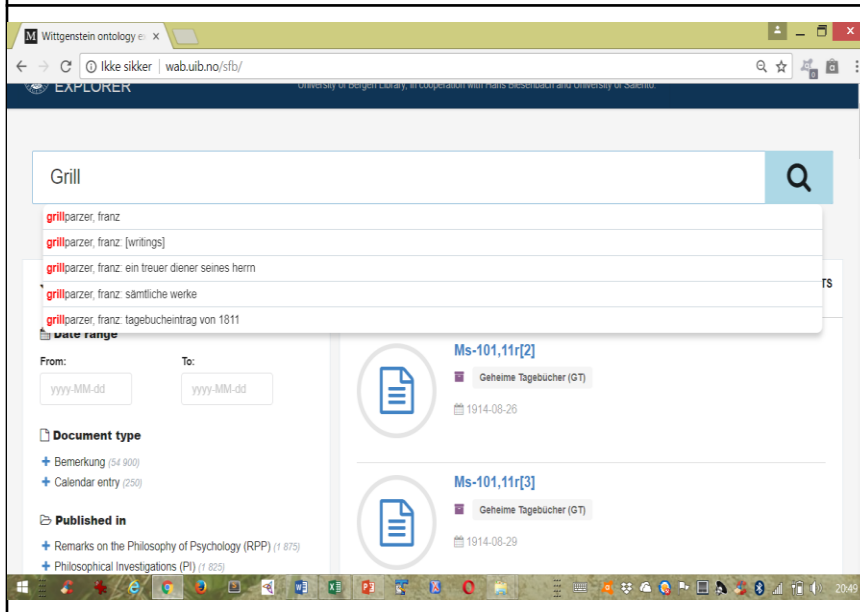 M Wittgenstein ontology e
Ikke sikker | wab.uib.no/sfb/
EXPLORER
University of Bergen Library, in cooperation with Hans Biesenbach and University of Salento.
Grill
grillparzer, franz
grillparzer, franz: [writings]
grillparzer, franz: ein treuer diener seines herrn
grillparzer, franz: sämtliche werke
TS
grillparzer, franz: tagebucheintrag von 1811
Date range
From: To:
yyyy-MM-dd yyyy-MM-dd
Ms-101,11r[2]
Geheime Tagebücher (GT)
1914-08-26
Document type
+ Bemerkung (54 900)
+ Calendar entry (250)
Ms-101,11r[3]
Geheime Tagebücher (GT)
1914-08-29
Published in
+ Remarks on the Philosophy of Psychology (RPP) (1 875)
+ Philosophical Investigations (PI) (1 825)
20:49